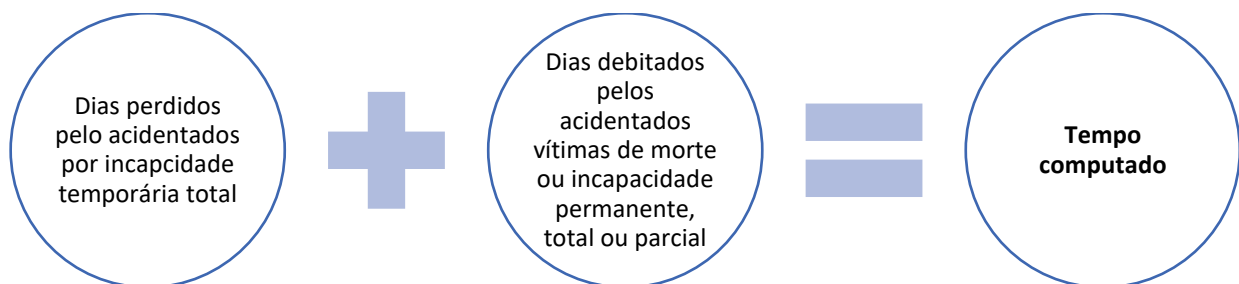 Dias perdidos
pelo acidentados
por incapcidade
temporária total
Dias debitados
pelos
acidentados
vítimas de morte
ou incapacidade
permanente,
total ou parcial
Tempo
computado